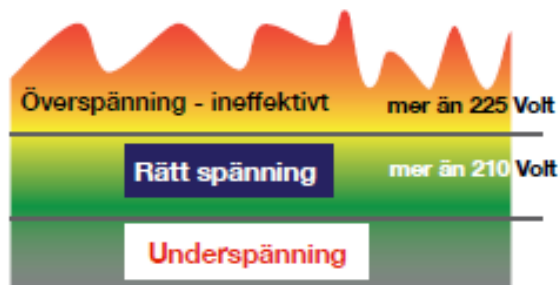 Överspänning - ineffektivt mer än 225 Volt
Rätt spänning mer än 210 Volt
Underspänning